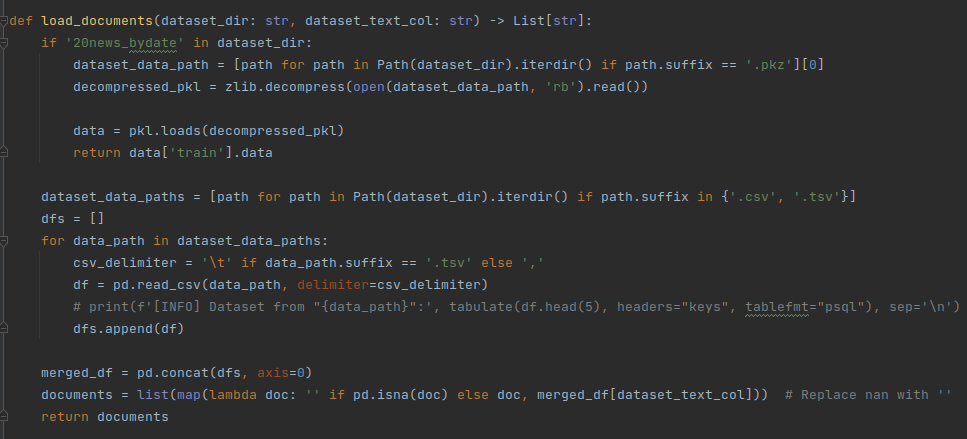 def load_documents(dataset_dir: str, dataset_text_col: str) -> List[str]:
    if '20news_bydate' in dataset_dir:
        dataset_data_path = [path for path in Path(dataset_dir).iterdir() if path.suffix == '.pkz'][0]
        decompressed_pkl = zlib.decompress(open(dataset_data_path, 'rb').read())

        data = pkl.loads(decompressed_pkl)
        return data['train'].data

    dataset_data_paths = [path for path in Path(dataset_dir).iterdir() if path.suffix in {'.csv', '.tsv'}]
    dfs = []
    for data_path in dataset_data_paths:
        csv_delimiter = '\t' if data_path.suffix == '.tsv' else ','
        df = pd.read_csv(data_path, delimiter=csv_delimiter)
        # print(f'[INFO] Dataset from "{data_path}":', tabulate(df.head(5), headers="keys", tablefmt="psql"), sep='\n')
        dfs.append(df)

    merged_df = pd.concat(dfs, axis=0)
    documents = list(map(lambda doc: '' if pd.isna(doc) else doc, merged_df[dataset_text_col]))  # Replace nan with ''
    return documents